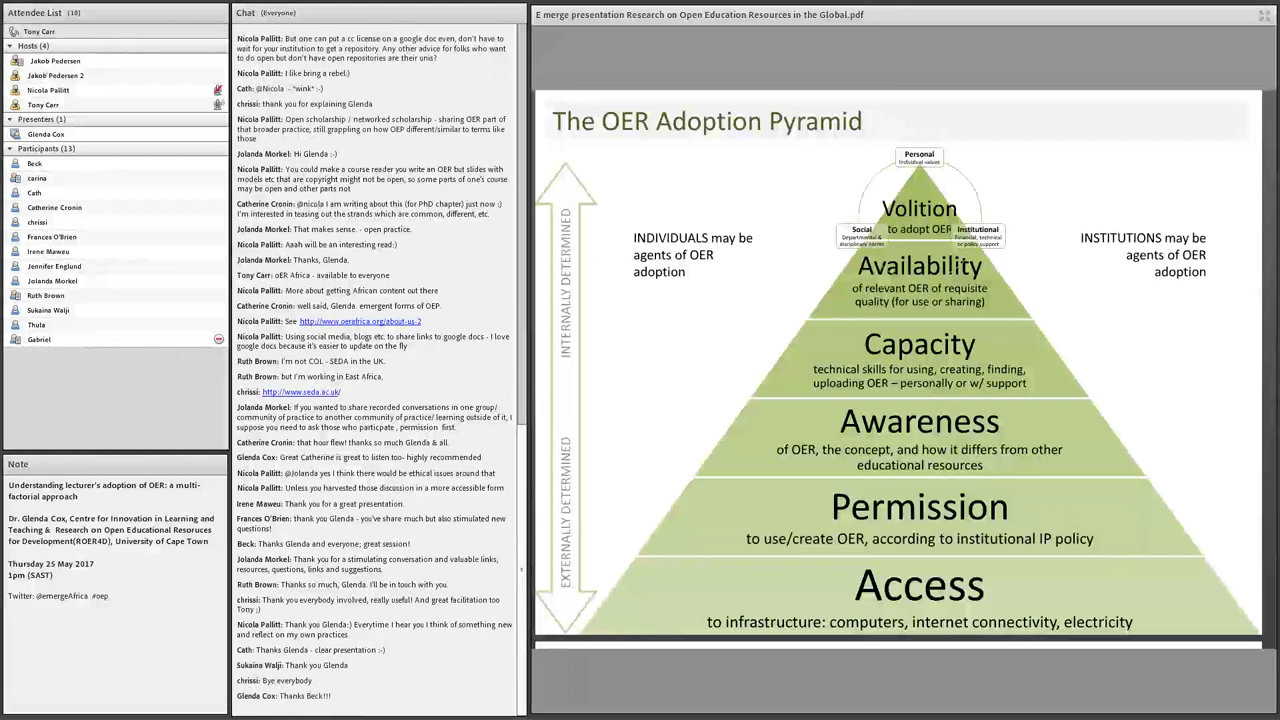 Attendee List (18)
Tony Carr
Hosts (4)
Jakob Pedersen
Jakob Pedersen 2
Nicola Pallitt
Tony Carr
Presenters (1)
Glenda Cox
Participants (13)
Beck
carina
Cath
Catherine Cronin
chrissi
Frances O'Brien
Irene Maweu
Jennifer Englund
Jolanda Morkel
Ruth Brown
Sukaina Walji
Thula
Gabriel
Note
Understanding lecturer's adoption of OER: a multi-
factorial approach
Dr. Glenda Cox, Centre for Innovation in Learning and
Teaching & Research on Open Educational Resoruces
for Development(ROER4D), University of Cape Town
Thursday 25 May 2017
1pm (SAST)
Twitter: @emergeAfrica #oep
Chat (Everyone)
Nicola Pallitt: But one can put a cc license on a google doc even, don't have to
wait for your institution to get a repository. Any other advice for folks who want
to do open but don't have open repositories are their unis?
Nicola Pallitt: I like bring a rebel:)
Cath: @Nicola - *wink* :-)
chrissi: thank you for explaining Glenda
Nicola Pallitt: Open scholarship / networked scholarship - sharing OER part of
that broader practice, still grappling on how OEP different/similar to terms like
those
Jolanda Morkel: Hi Glenda :-)
Nicola Pallitt: You could make a course reader you write an OER but slides with
models etc that are copyright might not be open, so some parts of one's course
may be open and other parts not
Catherine Cronin: @nicola I am writing about this (for PhD chapter) just now :)
I'm interested in teasing out the strands which are common, different, etc.
Jolanda Morkel: That makes sense. - open practice.
Nicola Pallitt: Aaah will be an interesting read:)
Jolanda Morkel: Thanks, Glenda.
Tony Carr: oER Africa - available to everyone
Nicola Pallitt: More about getting African content out there
Catherine Cronin: well said, Glenda. emergent forms of OEP.
Nicola Pallitt: See http://www.oerafrica.org/about-us-2
Nicola Pallitt: Using social media, blogs etc. to share links to google docs - I love
google docs because it's easier to update on the fly
Ruth Brown: I'm not COL - SEDA in the UK.
Ruth Brown: but I'm working in East Africa.
chrissi: http://www.seda.ac.uk/
Jolanda Morkel: If you wanted to share recorded conversations in one group/
community of practice to another community of practice/ learning outside of it, I
suppose you need to ask those who particpate , permission first.
Catherine Cronin: that hour flew! thanks so much Glenda & all.
Glenda Cox: Great Catherine is great to listen too- highly recommended
Nicola Pallitt: @Jolanda yes I think there would be ethical issues around that
Nicola Pallitt: Unless you harvested those discussion in a more accessible form
Irene Maweu: Thank you for a great presentation.
Frances O'Brien: thank you Glenda - you've share much but also stimulated new
questions!
Beck: Thanks Glenda and everyone; great session!
Jolanda Morkel: Thank you for a stimulating conversation and valuable links,
resources, questions, links and suggestions.
Ruth Brown: Thanks so much, Glenda. I'll be in touch with you.
chrissi: Thank you everybody involved, really useful! And great facilitation too
Tony ;)
Nicola Pallitt: Thank you Glenda:) Everytime I hear you I think of something new
and reflect on my own practices.
Cath: Thanks Glenda - clear presentation :-)
Sukaina Walji: Thank you Glenda
chrissi: Bye everybody
Glenda Cox: Thanks Beck!!!
E merge presentation Research on Open Education Resources in the Global.pdf
The OER Adoption Pyramid
INTERNALLY DETERMINED
EXTERNALLY DETERMINED
INDIVIDUALS may be
agents of OER
adoption
INSTITUTIONS may be
agents of OER
adoption
Personal
Individual values
Volition
to adopt OER
Social
Departmental &
disciplinary norms
Institutional
Financial, technical
or policy support
Availability
of relevant OER of requisite
quality (for use or sharing)
Capacity
technical skills for using, creating, finding,
uploading OER – personally or w/ support
Awareness
of OER, the concept, and how it differs from other
educational resources
Permission
to use/create OER, according to institutional IP policy
Access
to infrastructure: computers, internet connectivity, electricity